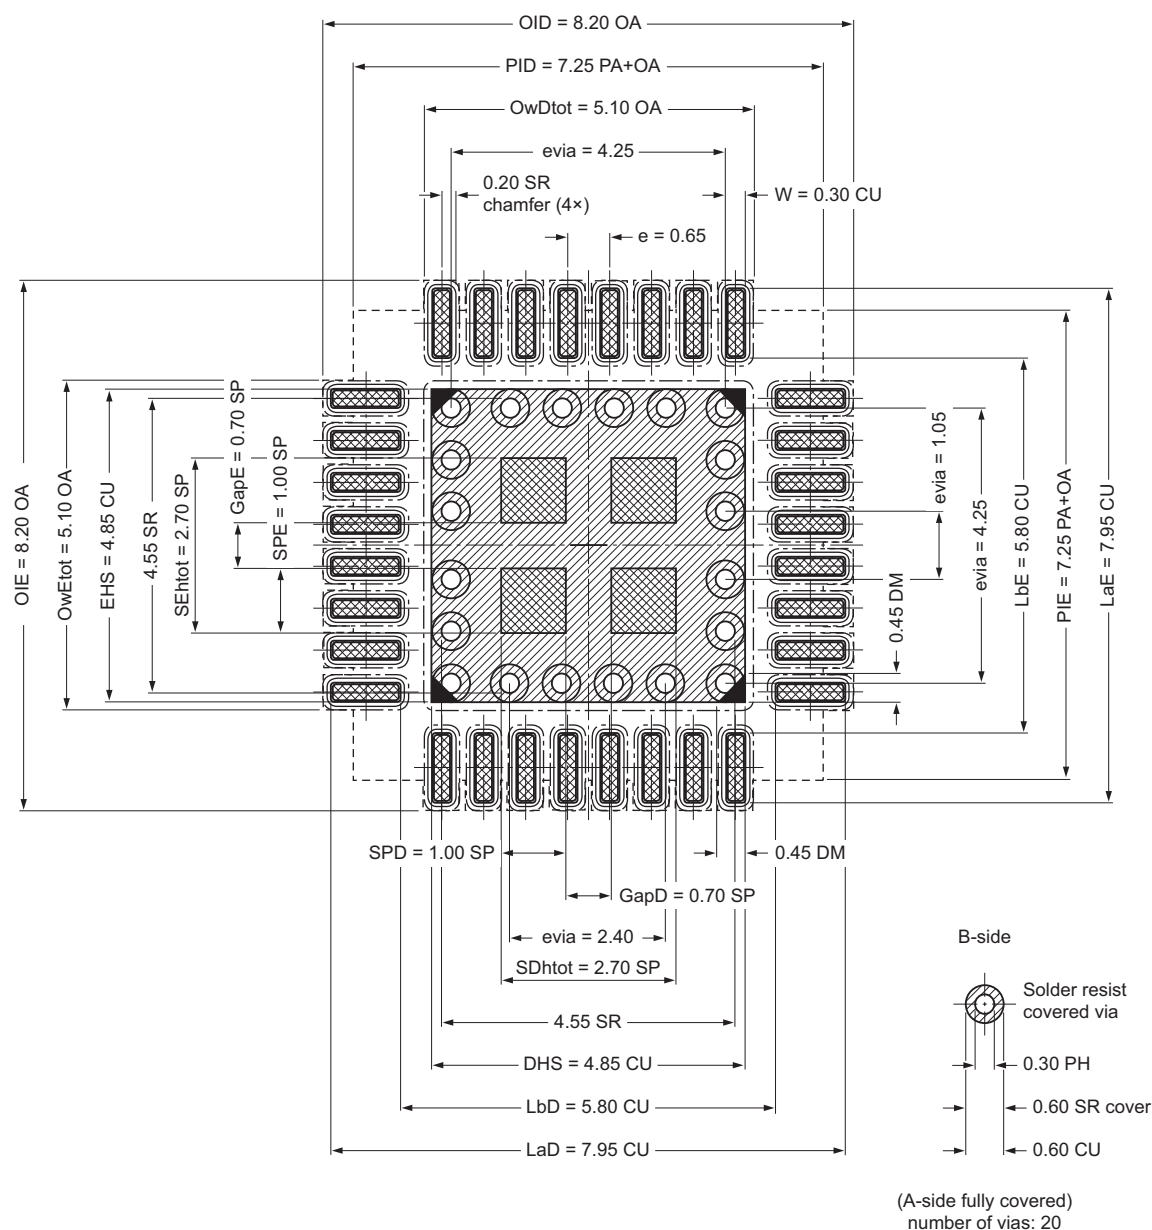 OID = 8.20 OA
PID = 7.25 PA+OA
OwDtot = 5.10 OA
evia = 4.25
0.20 SR
chamfer (4×)
W = 0.30 CU
e = 0.65
OIE = 8.20 OA
OwEtot = 5.10 OA
EHS = 4.85 CU
4.55 SR
SEhtot = 2.70 SP
GapE = 0.70 SP
SPE = 1.00 SP
evia = 1.05
0.45 DM
evia = 4.25
LbE = 5.80 CU
PIE = 7.25 PA+OA
LaE = 7.95 CU
SPD = 1.00 SP
0.45 DM
GapD = 0.70 SP
evia = 2.40
SDhtot = 2.70 SP
4.55 SR
DHS = 4.85 CU
LbD = 5.80 CU
LaD = 7.95 CU
B-side
Solder resist
covered via
0.30 PH
0.60 SR cover
0.60 CU
(A-side fully covered)
number of vias: 20